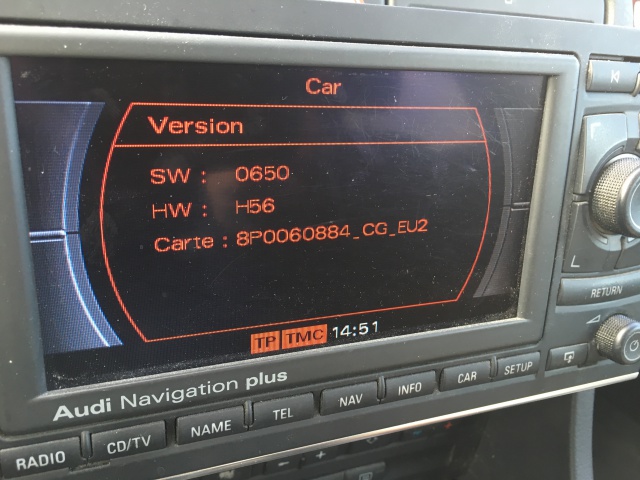 Car
Version
SW : 0650
HW : H56
Carte : 8P0060884_CG_EU2
TP TMC 14:51
Audi Navigation plus
RADIO CD/TV NAME TEL NAV INFO CAR SETUP
RETURN
L